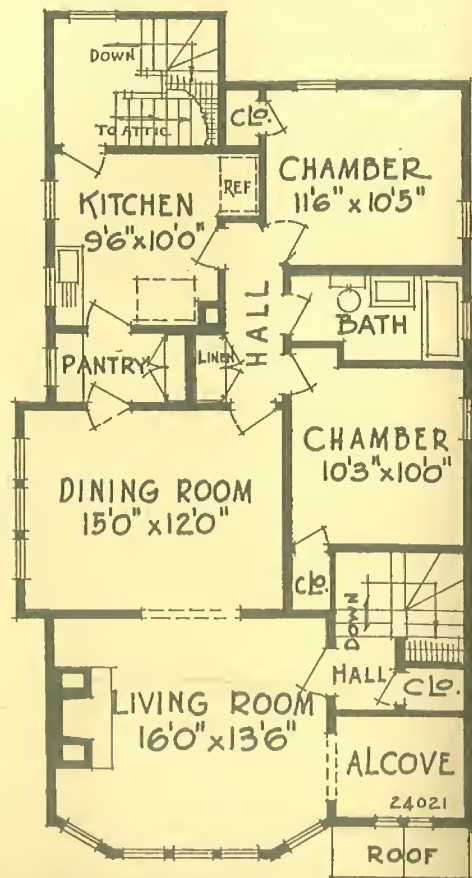 DOWN
TO ATTIC
CLO.
CHAMBER
11'6" x 10'5"
KITCHEN
9'6" x 10'0"
REF
HALL
BATH
PANTRY
LINEN
CHAMBER
10'3" x 10'0"
DINING ROOM
15'0" x 12'0"
CLO.
DOWN
HALL
CLO.
LIVING ROOM
16'0" x 13'6"
ALCOVE
24021
ROOF